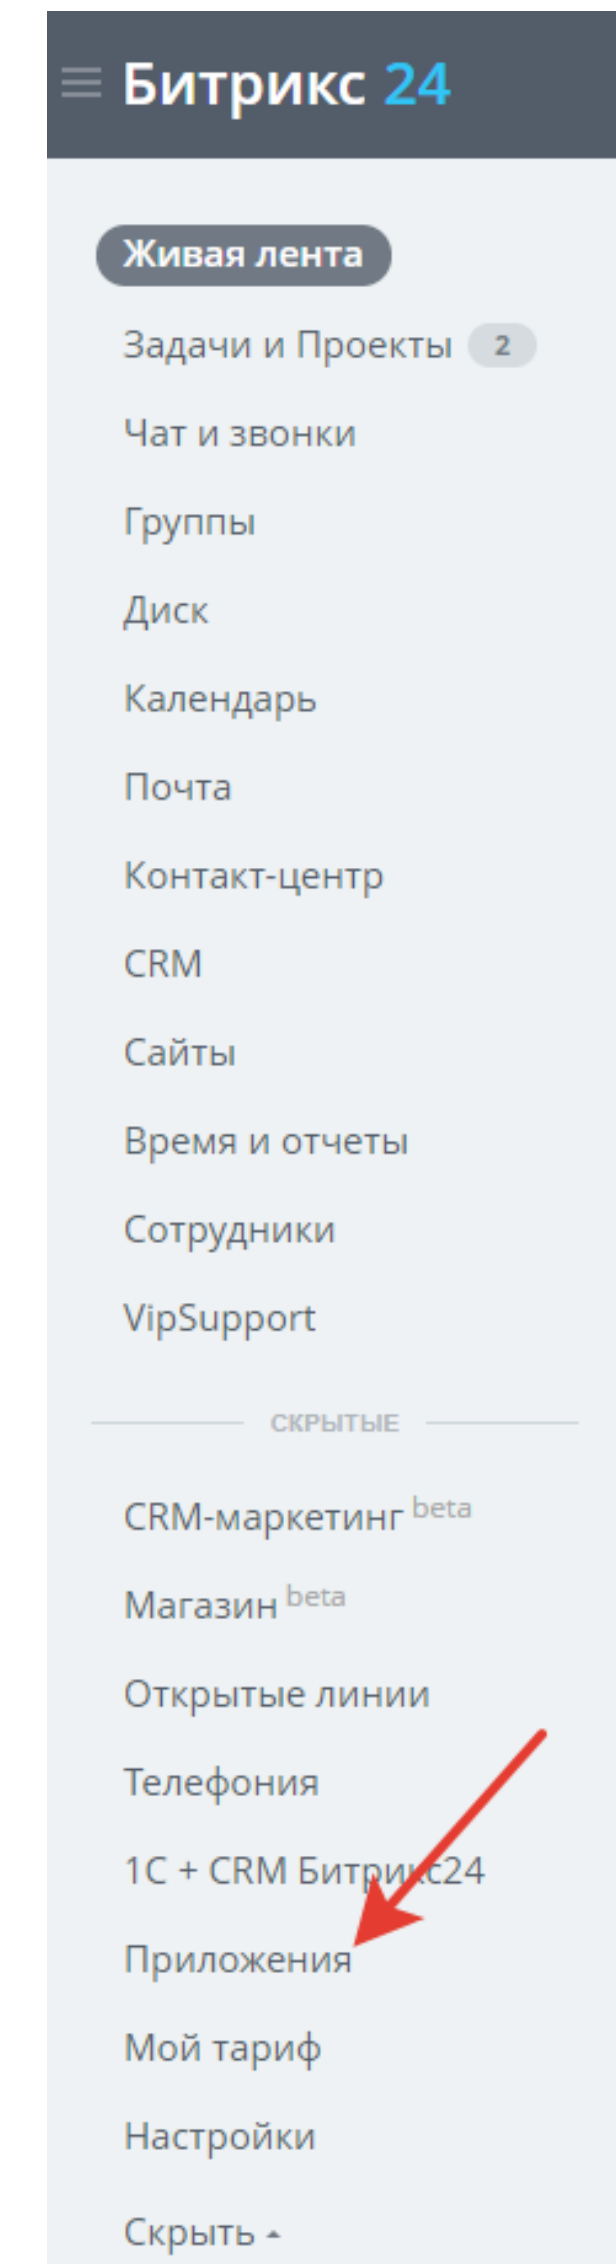 Битрикс 24
Живая лента
Задачи и Проекты 2
Чат и звонки
Группы
Диск
Календарь
Почта
Контакт-центр
CRM
Сайты
Время и отчеты
Сотрудники
VipSupport
СКРЫТЫЕ
CRM-маркетинг beta
Магазин beta
Открытые линии
Телефония
1С + CRM Битрикс24
Приложения
Мой тариф
Настройки
Скрыть